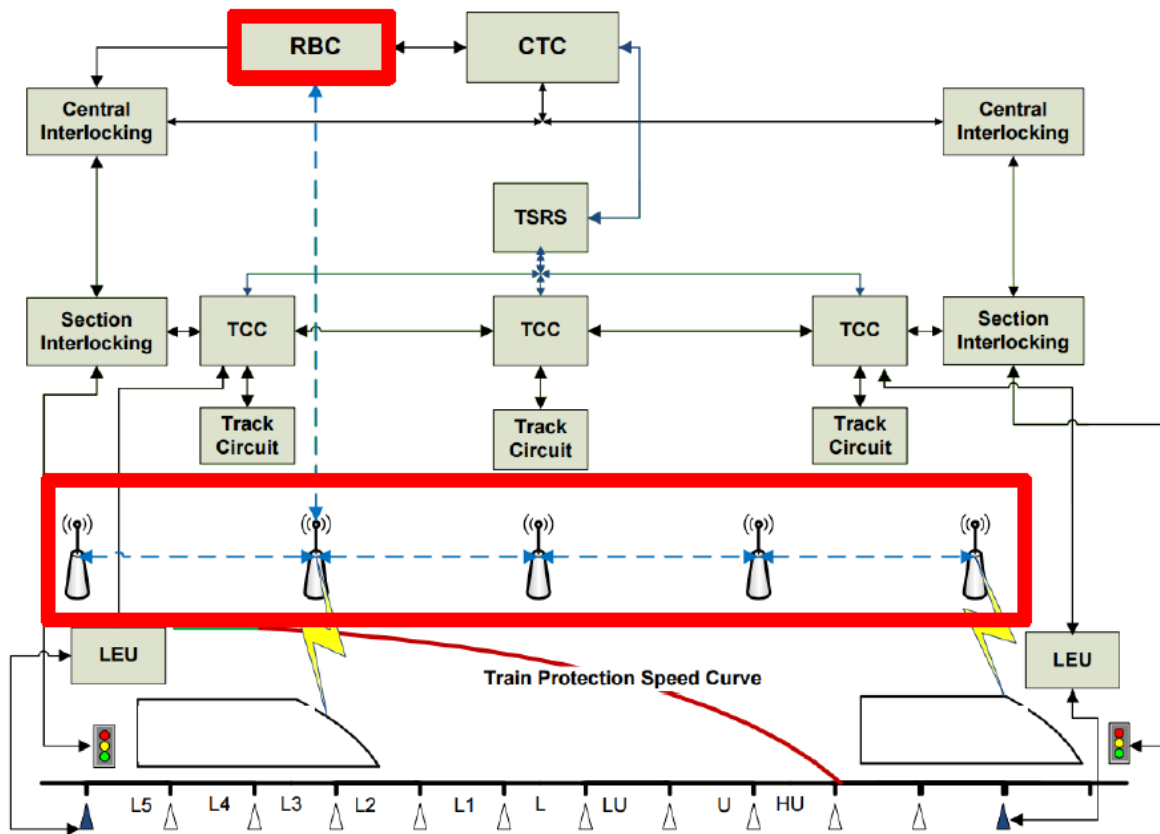 RBC
CTC
Central
Interlocking
Central
Interlocking
TSRS
Section
Interlocking
TCC
TCC
TCC
Section
Interlocking
Track
Circuit
Track
Circuit
Track
Circuit
LEU
LEU
Train Protection Speed Curve
L5 L4 L3 L2 L1 L LU U HU